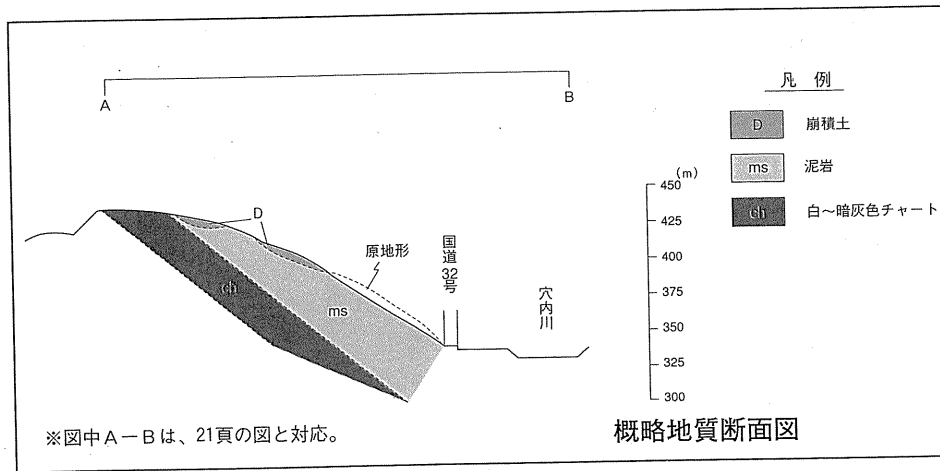 A
B
凡 例
D 崩積土
ms 泥岩
ch 白～暗灰色チャート
(m)
450
425
400
375
350
325
300
D
原地形
国道32号
穴内川
ch
ms
※図中A－Bは、21頁の図と対応。
概略地質断面図